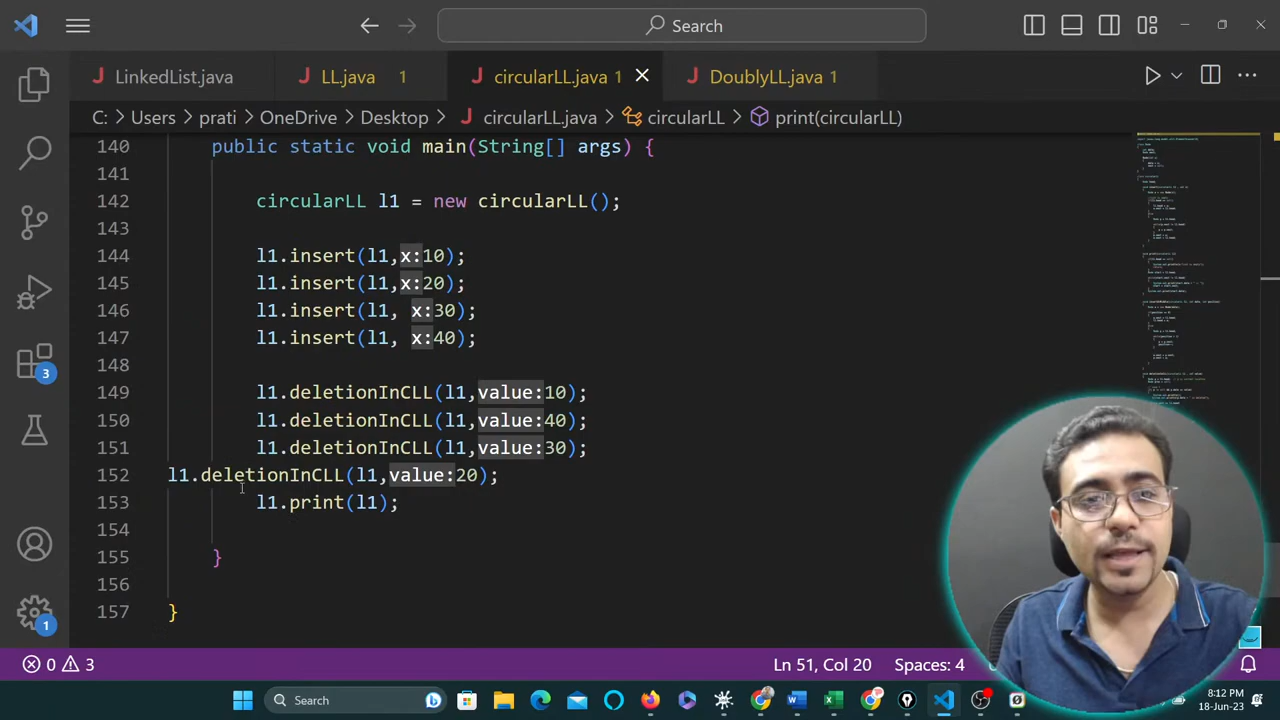 Search
LinkedList.java
LL.java 1
circularLL.java 1
DoublyLL.java 1
C: Users prati OneDrive Desktop circularLL.java circularLL print(circularLL)
140 public static void main(String[] args) {
141
142 circularLL l1 = new circularLL();
143
144 l1.insert(l1,x:10);
145 l1.insert(l1,x:20);
146 l1.insert(l1, x:30);
147 l1.insert(l1, x:40);
148
149 l1.deletionInCLL(l1,value:10);
150 l1.deletionInCLL(l1,value:40);
151 l1.deletionInCLL(l1,value:30);
152 l1.deletionInCLL(l1,value:20);
153 l1.print(l1);
154
155 }
156
157 }
3
1
0 3
Ln 51, Col 20
Spaces: 4
Search
8:12 PM
18-Jun-23